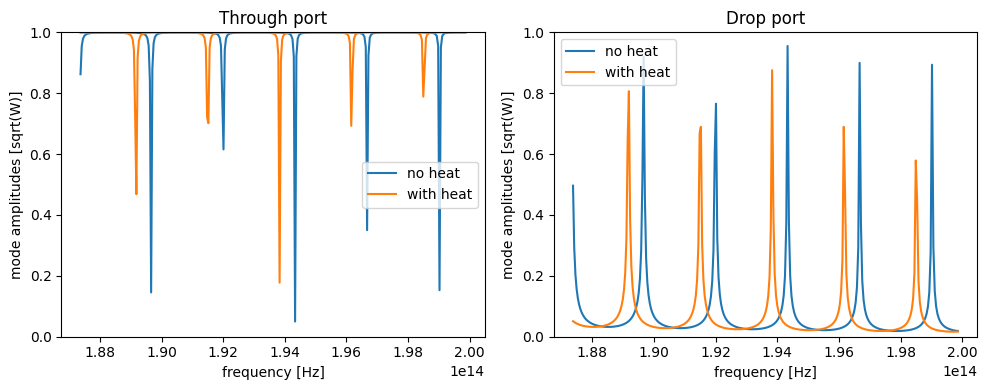 Through port
mode amplitudes [sqrt(W)]
1.0
0.8
0.6
0.4
0.2
0.0
no heat
with heat
1.88 1.90 1.92 1.94 1.96 1.98 2.00
1e14
frequency [Hz]
Drop port
mode amplitudes [sqrt(W)]
1.0
0.8
0.6
0.4
0.2
0.0
no heat
with heat
1.88 1.90 1.92 1.94 1.96 1.98 2.00
1e14
frequency [Hz]